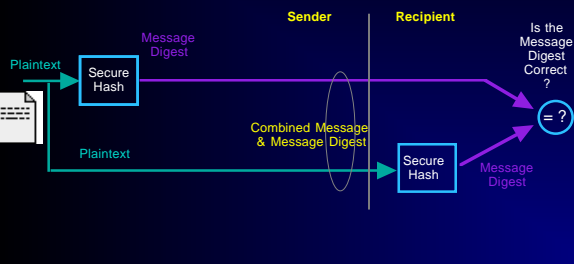 Sender
Recipient
Is the
Message
Digest
Correct
?
Message
Digest
Plaintext
Secure
Hash
= ?
Combined Message
& Message Digest
Plaintext
Secure
Hash
Message
Digest